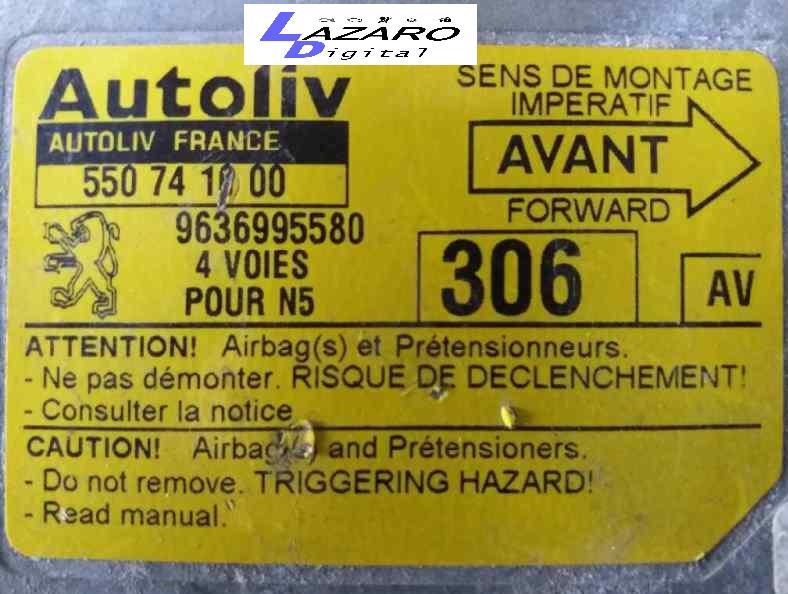 LAZARO
Digital
Autoliv
AUTOLIV FRANCE
550 74 10 00
9636995580
4 VOIES
POUR N5
SENS DE MONTAGE
IMPERATIF
AVANT
FORWARD
306
AV
ATTENTION! Airbag(s) et Prétensionneurs.
- Ne pas démonter. RISQUE DE DECLENCHEMENT!
- Consulter la notice
CAUTION! Airbag(s) and Prétensioners.
- Do not remove. TRIGGERING HAZARD!
- Read manual.